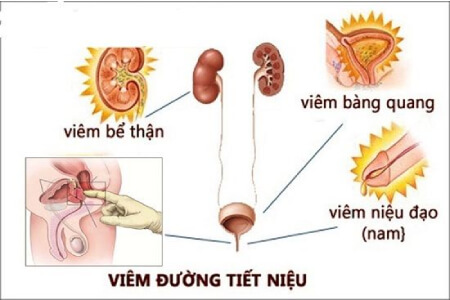 viêm bể thận
viêm bàng quang
viêm niệu đạo
(nam}
VIÊM ĐƯỜNG TIẾT NIỆU